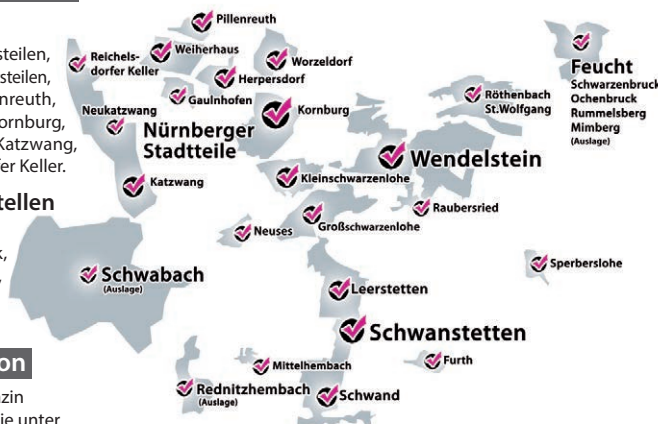 steilen,
steilen,
nreuth,
ornburg,
Katzwang,
fer Keller.
tellen
k,
on
zin
ie unter
Pillenreuth
Reichels-
dorfer Keller
Weiherhaus
Worzeldorf
Herpersdorf
Gaulnhofen
Neukatzwang
Kornburg
Nürnberger
Stadtteile
Katzwang
Röthenbach
St.Wolfgang
Feucht
Schwarzenbruck
Ochenbruck
Rummelsberg
Mimberg
(Auslage)
Wendelstein
Kleinschwarzenlohe
Raubersried
Großschwarzenlohe
Neuses
Schwabach
(Auslage)
Sperberslohe
Leerstetten
Schwanstetten
Mittelhembach
Furth
Rednitzhembach
(Auslage)
Schwand